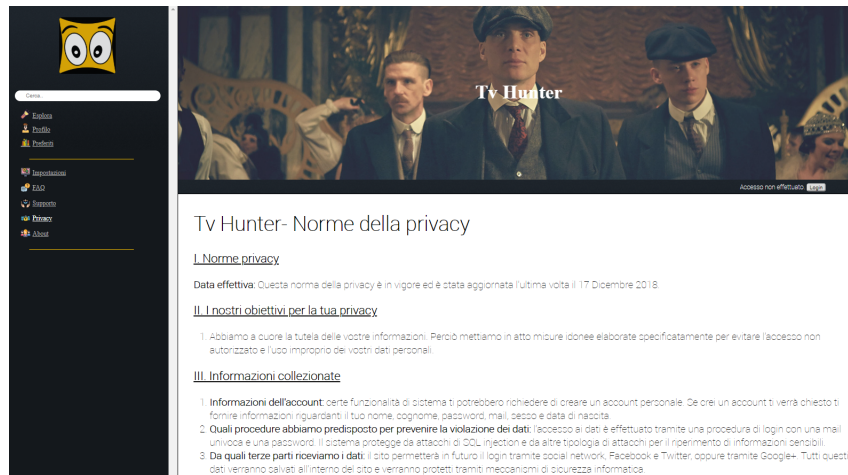 Cerca..
Esplora
Profilo
Preferiti
Impostazioni
FAQ
Supporto
Privacy
About
Tv Hunter
Accesso non effettuato. Login
Tv Hunter- Norme della privacy
I. Norme privacy
Data effettiva: Questa norma della privacy è in vigore ed è stata aggiornata l'ultima volta il 17 Dicembre 2018.
II. I nostri obiettivi per la tua privacy
1. Abbiamo a cuore la tutela delle vostre informazioni. Perciò mettiamo in atto misure idonee elaborate specificatamente per evitare l'accesso non
autorizzato e l'uso improprio dei vostri dati personali.
III. Informazioni collezionate
1. Informazioni dell'account: certe funzionalità di sistema ti potrebbero richiedere di creare un account personale. Se crei un account ti verrà chiesto ti
fornire informazioni riguardanti il tuo nome, cognome, password, mail, sesso e data di nascita.
2. Quali procedure abbiamo predisposto per prevenire la violazione dei dati: l'accesso ai dati è effettuato tramite una procedura di login con una mail
univoca e una password. Il sistema protegge da attacchi di SQL injection e da altre tipologia di attacchi per il riperimento di informazioni sensibili.
3. Da quali terze parti riceviamo i dati: il sito permetterà in futuro il login tramite social network, Facebook e Twitter, oppure tramite Google+. Tutti questi
dati verranno salvati all'interno del sito e verranno protetti tramiti meccanismi di sicurezza informatica.